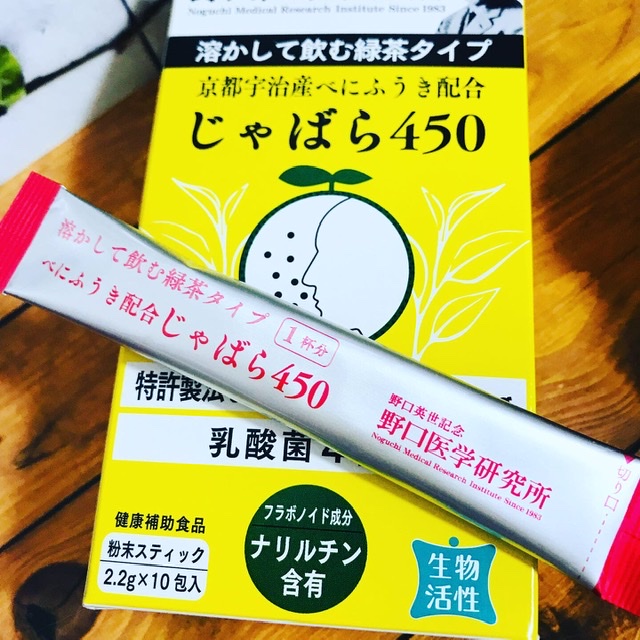 Noguchi Medical Research Institute Since 1983
溶かして飲む緑茶タイプ
京都宇治産べにふうき配合
じゃばら450
溶かして飲む緑茶タイプ
べにふうき配合じゃばら450
1杯分
野口英世記念
野口医学研究所
Noguchi Medical Research Institute Since 1983
切り口
特許製法
乳酸菌4
健康補助食品
粉末スティック
2.2g×10包入
フラボノイド成分
ナリルチン
含有
生物
活性